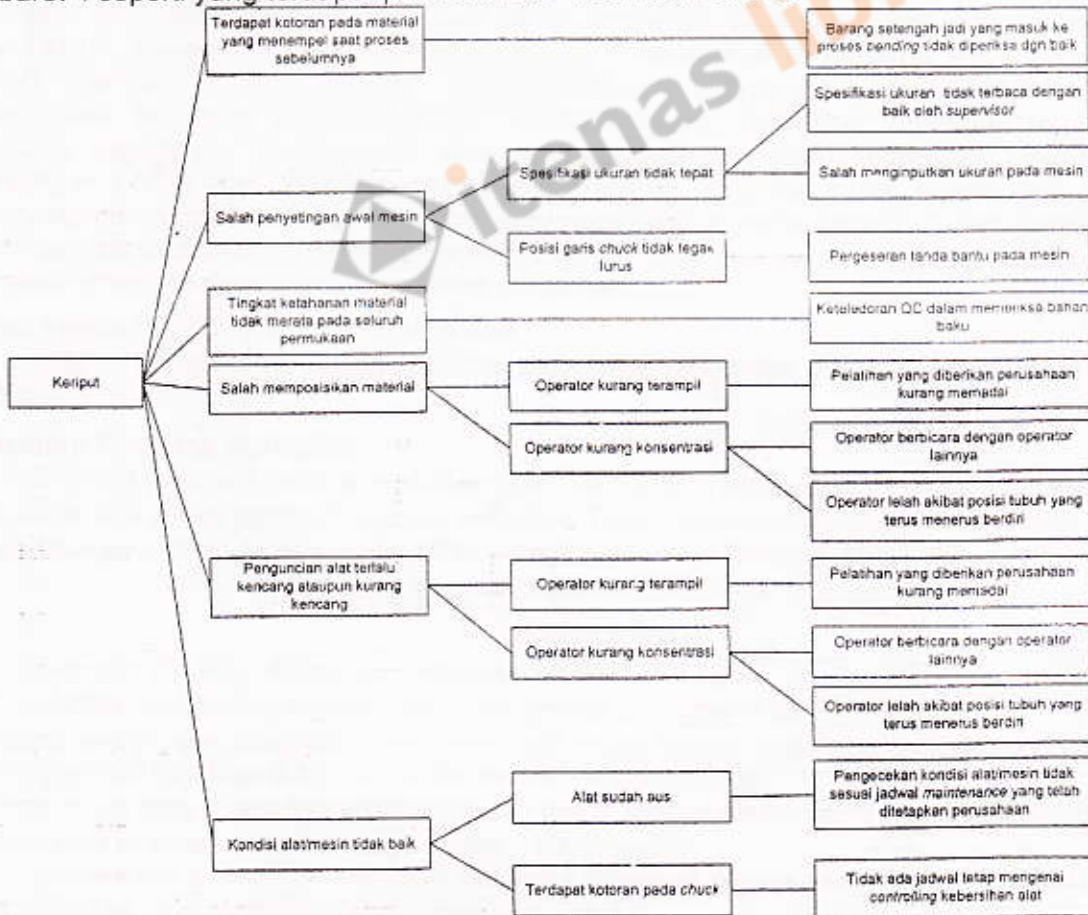 Terdapat kotoran pada material
yang menempel saat proses
sebelumnya
Barang setengah jadi yang masuk ke
proses bending tidak diperiksa dgn baik
Spesifikasi ukuran tidak terbaca dengan
baik oleh supervisor
Spesifikasi ukuran tidak tepat
Salah menginputkan ukuran pada mesin
Salah penyetingan awal mesin
Posisi garis chuck tidak tegak
lurus
Pergeseran tanda bantu pada mesin
Tingkat ketahanan material
tidak merata pada seluruh
permukaan
Keteledoran QC dalam memeriksa bahan
baku
Keriput
Salah memposisikan material
Operator kurang terampil
Pelatihan yang diberikan perusahaan
kurang memadai
Operator kurang konsentrasi
Operator berbicara dengan operator
lainnya
Operator lelah akibat posisi tubuh yang
terus menerus berdiri
Penguncian alat terlalu
kencang ataupun kurang
kencang
Operator kurang terampil
Pelatihan yang diberikan perusahaan
kurang memadai
Operator kurang konsentrasi
Operator berbicara dengan operator
lainnya
Operator lelah akibat posisi tubuh yang
terus menerus berdiri
Kondisi alat/mesin tidak baik
Alat sudah aus
Pengecekan kondisi alat/mesin tidak
sesuai jadwal maintenance yang telah
ditetapkan perusahaan
Terdapat kotoran pada chuck
Tidak ada jadwal tetap mengenai
controlling kebersihan alat
itenas